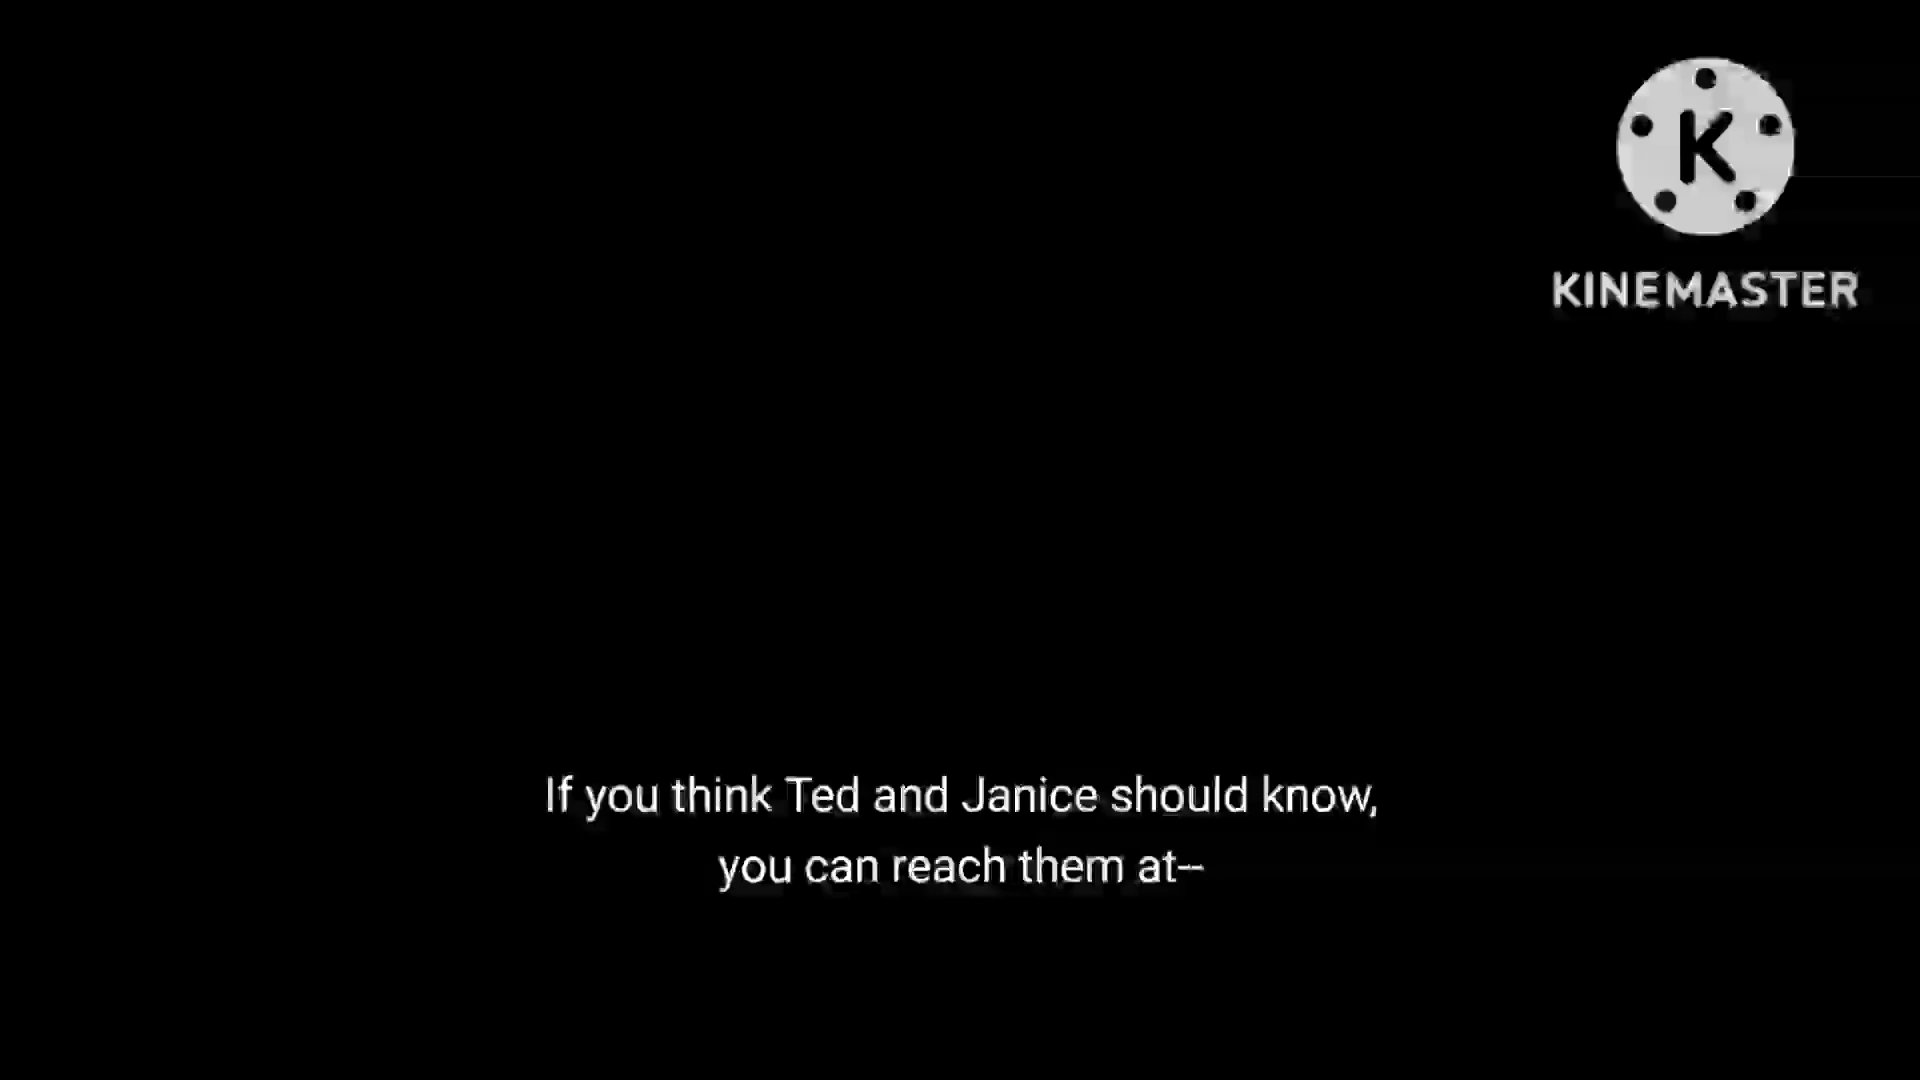 K
KINEMASTER
If you think Ted and Janice should know,
you can reach them at--